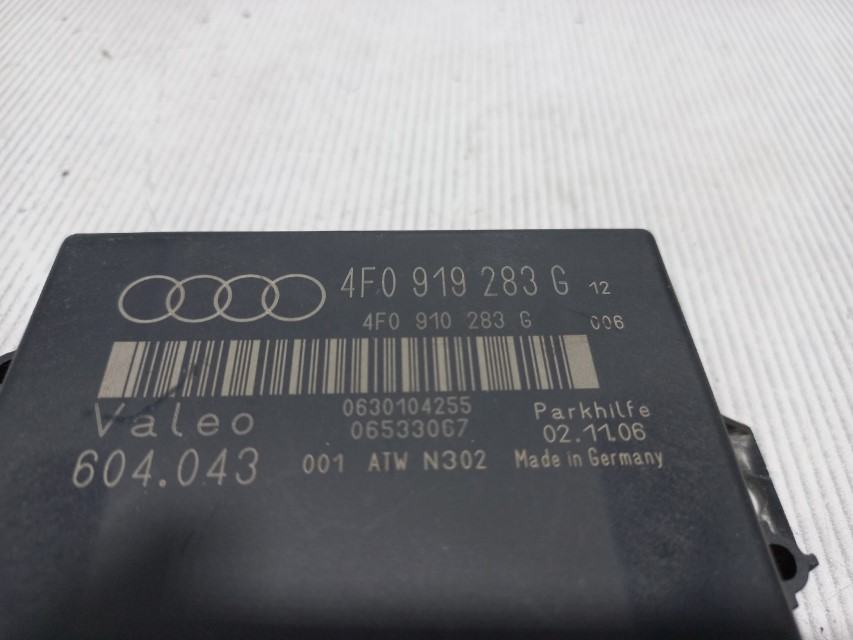 4F0 919 283 G 12
4F0 910 283 G 006
Valeo 0630104255 Parkhilfe
06533067 02.11.06
604.043 001 ATW N302 Made in Germany